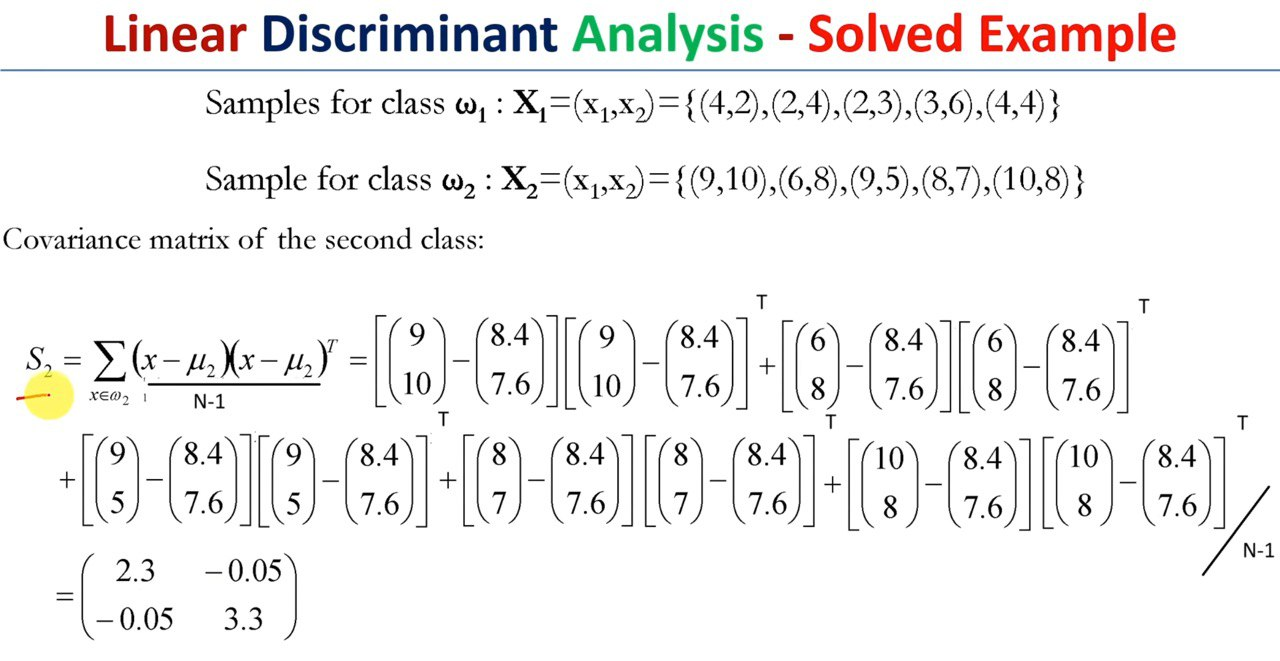 Linear Discriminant Analysis - Solved Example
Samples for class ω₁ : X₁=(x₁,x₂)={(4,2),(2,4),(2,3),(3,6),(4,4)}
Sample for class ω₂ : X₂=(x₁,x₂)={(9,10),(6,8),(9,5),(8,7),(10,8)}
Covariance matrix of the second class:
S₂ = ∑_{x∈ω₂} (x − μ₂)(x − μ₂)^T / N-1 = [(9 10) − (8.4 7.6)][(9 10) − (8.4 7.6)]^T + [(6 8) − (8.4 7.6)][(6 8) − (8.4 7.6)]^T
+ [(9 5) − (8.4 7.6)][(9 5) − (8.4 7.6)]^T + [(8 7) − (8.4 7.6)][(8 7) − (8.4 7.6)]^T + [(10 8) − (8.4 7.6)][(10 8) − (8.4 7.6)]^T / N-1
= (2.3 −0.05
−0.05 3.3)